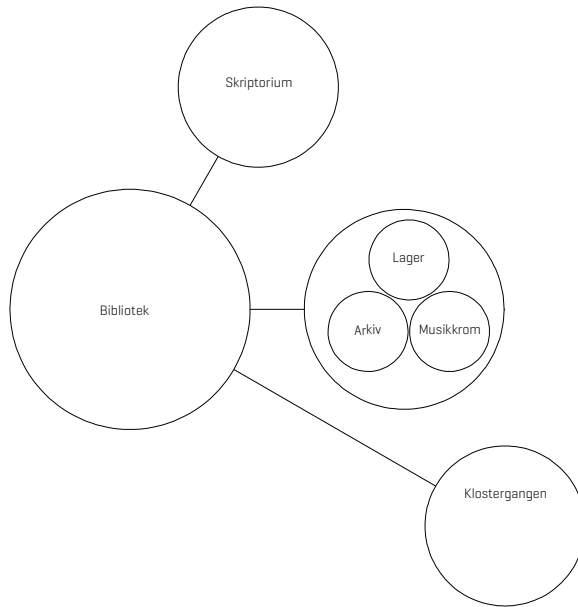 Skriptorium
Lager
Bibliotek
Arkiv
Musikkrom
Klostergangen